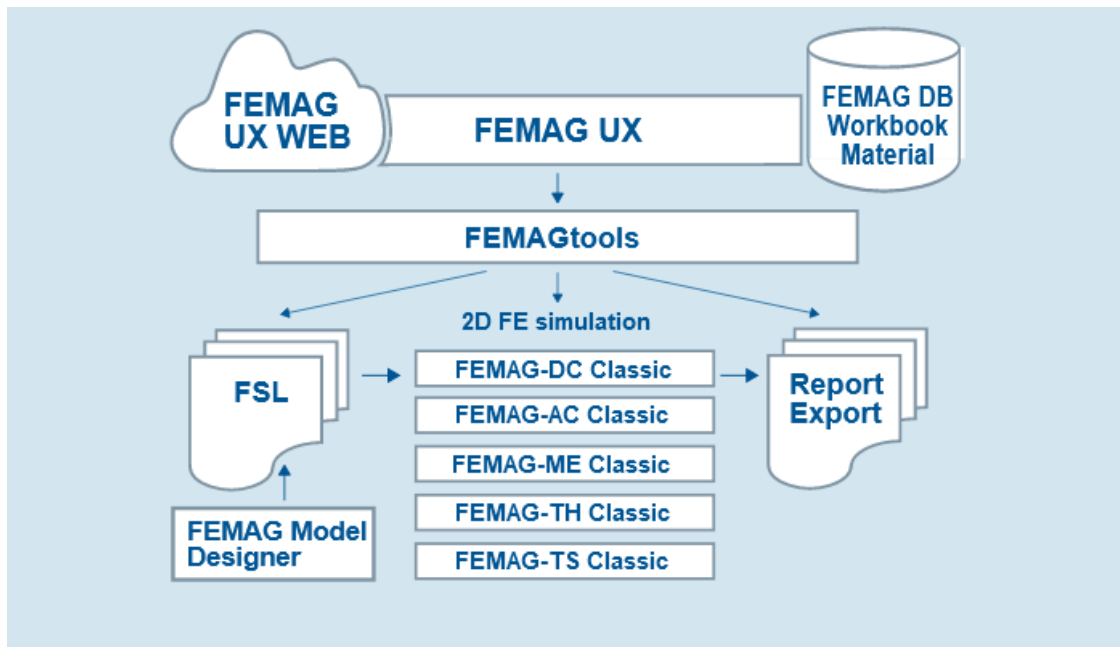 FEMAG
UX WEB
FEMAG UX
FEMAG DB
Workbook
Material
FEMAGtools
2D FE simulation
FSL
FEMAG-DC Classic
FEMAG-AC Classic
FEMAG-ME Classic
FEMAG-TH Classic
FEMAG-TS Classic
Report
Export
FEMAG Model
Designer